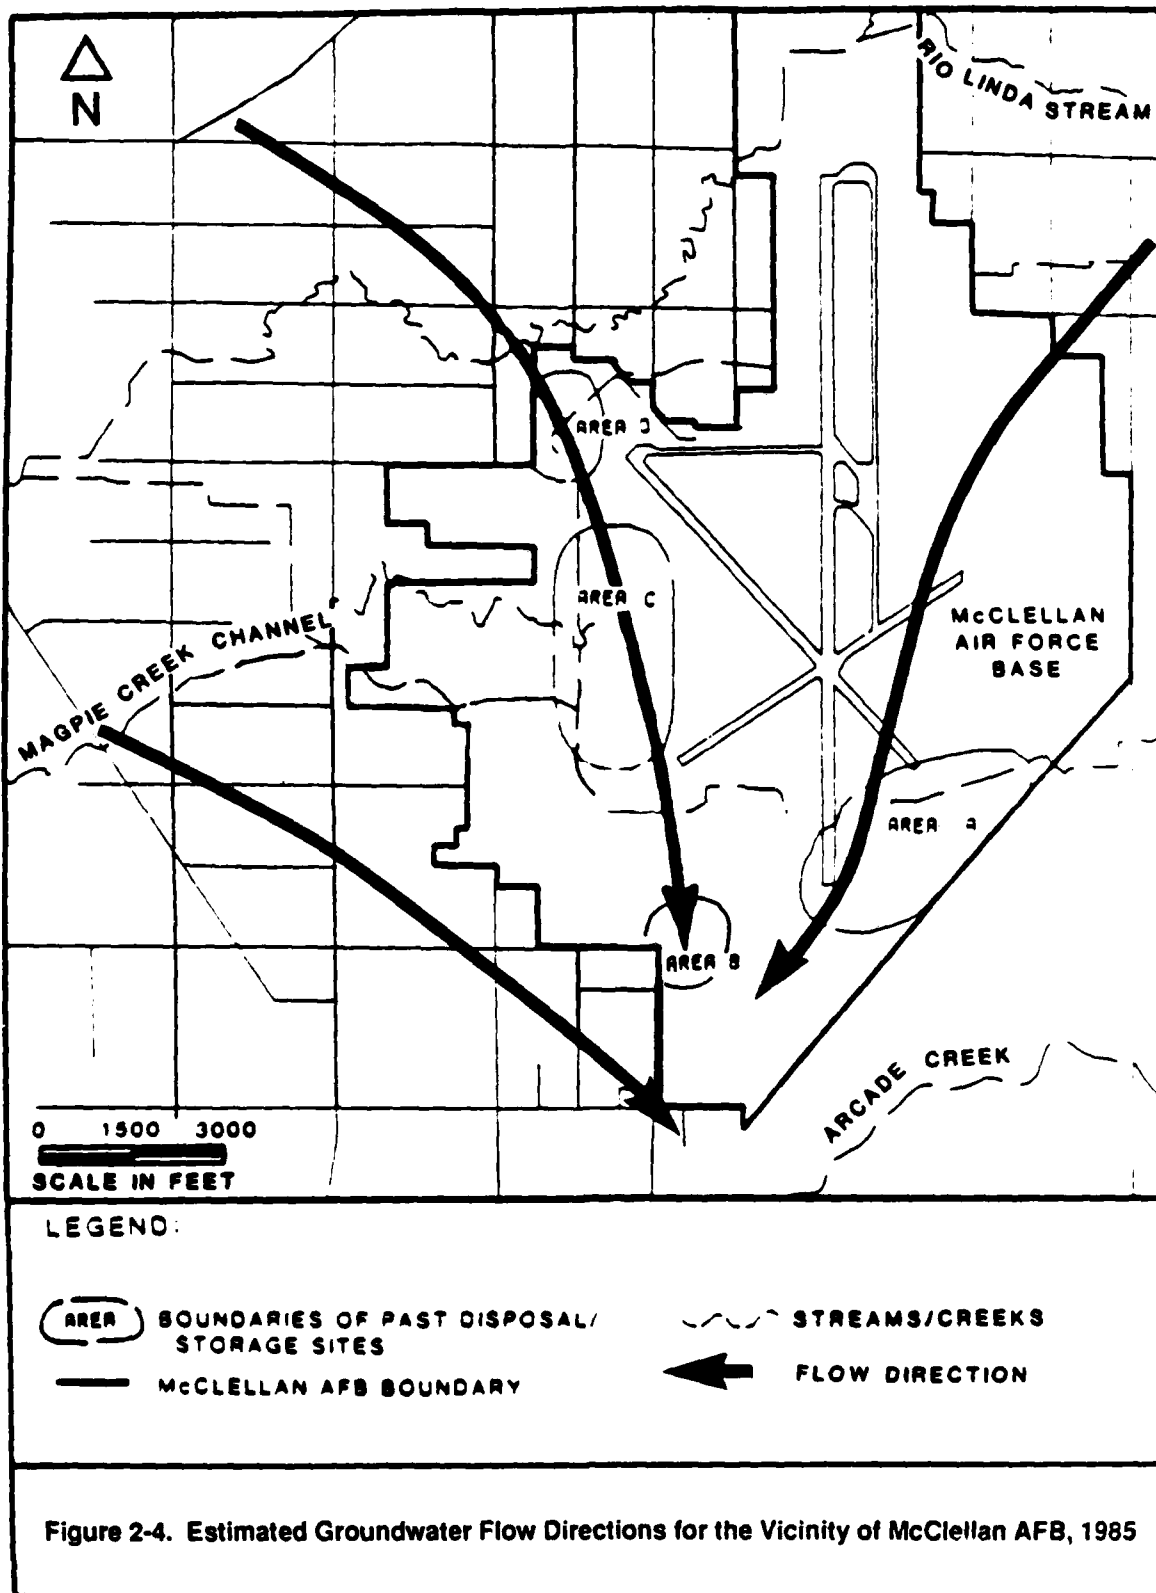 N
RIO LINDA STREAM
AREA D
AREA C
McCLELLAN
AIR FORCE
BASE
MAGPIE CREEK CHANNEL
AREA A
AREA B
ARCADE CREEK
0 1500 3000
SCALE IN FEET
LEGEND:
AREA
BOUNDARIES OF PAST DISPOSAL/
STORAGE SITES
McCLELLAN AFB BOUNDARY
STREAMS/CREEKS
FLOW DIRECTION
Figure 2-4. Estimated Groundwater Flow Directions for the Vicinity of McClellan AFB, 1985